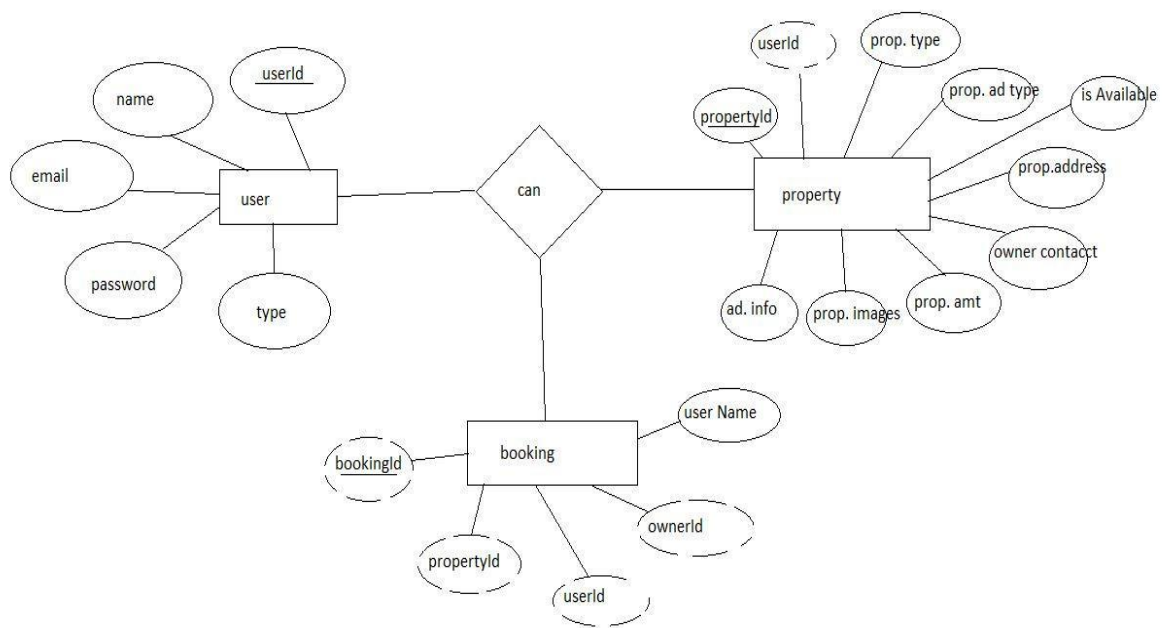 userId
prop. type
userId
name
prop. ad type
is Available
propertyId
email
prop.address
user
can
property
owner contacct
password
type
ad. info
prop. images
prop. amt
user Name
booking
bookingId
ownerId
propertyId
userId